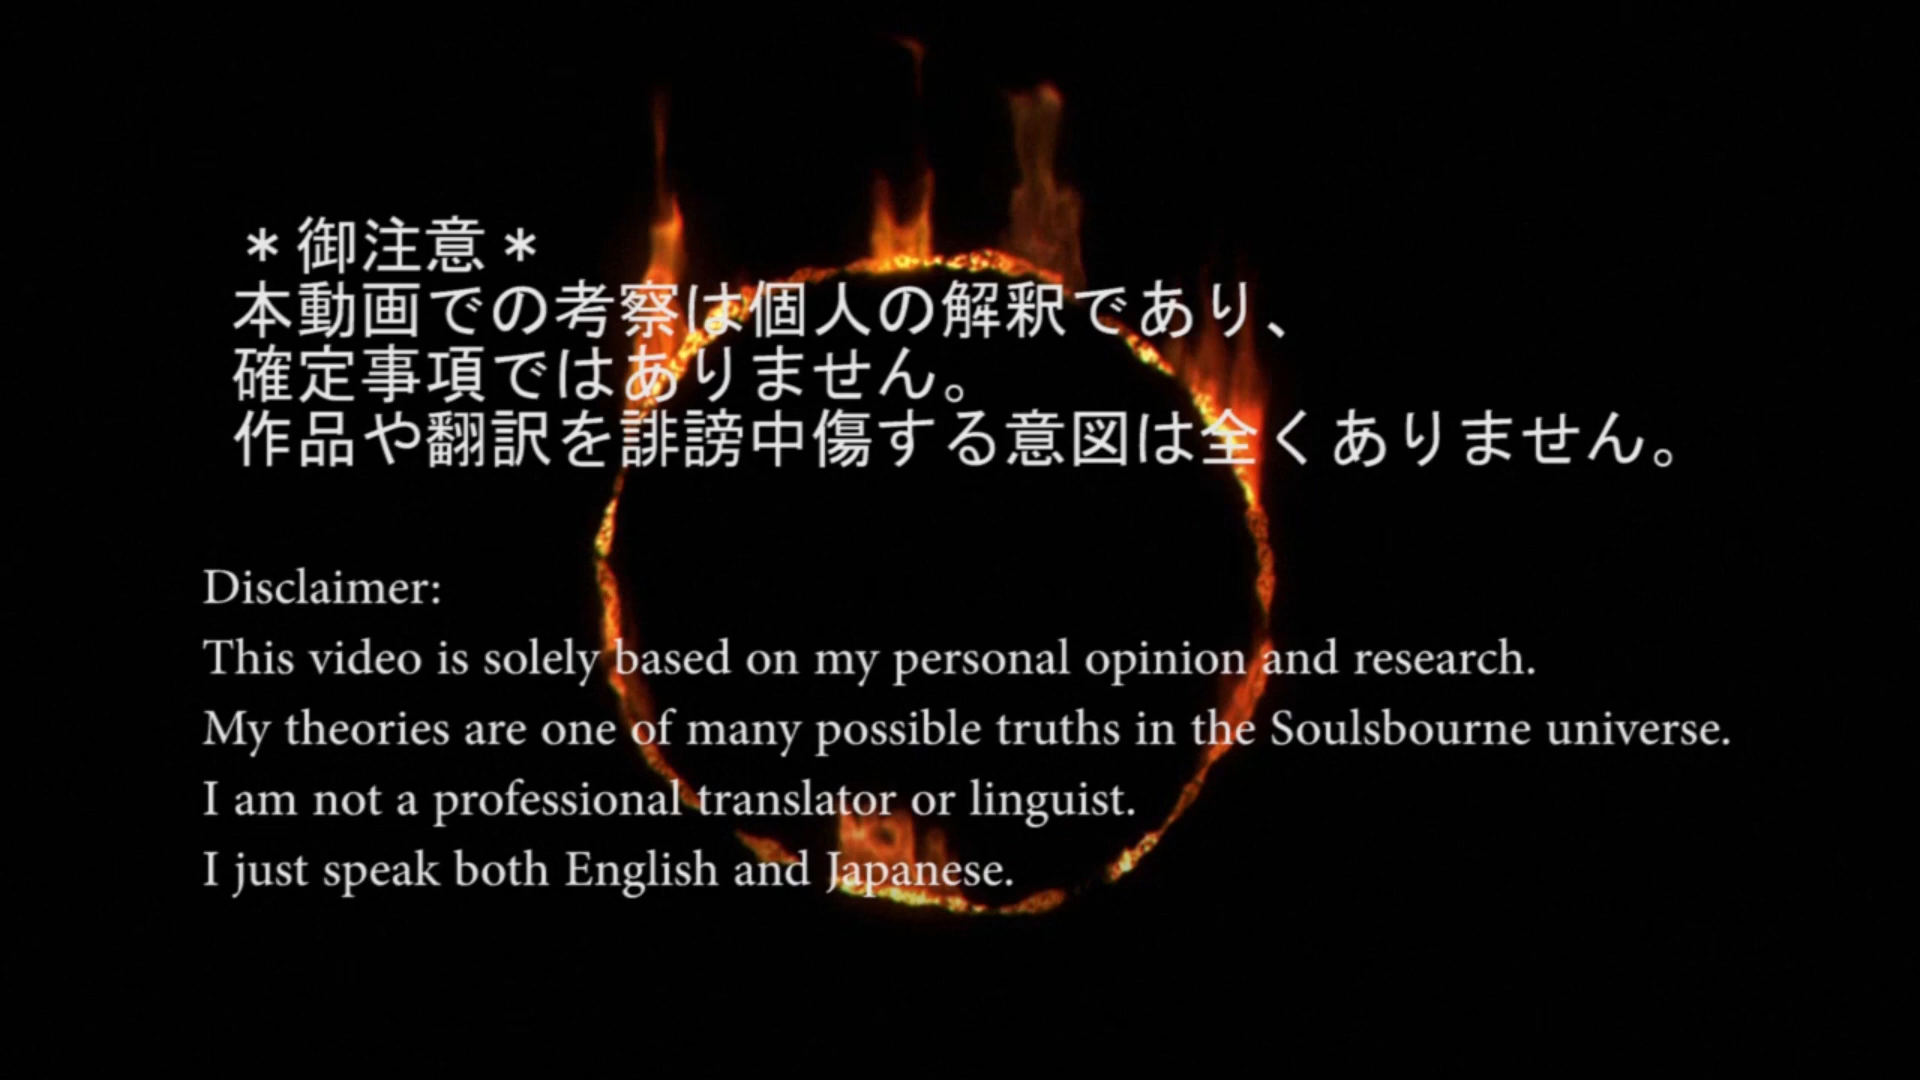 ＊御注意＊
本動画での考察は個人の解釈であり、
確定事項ではありません。
作品や翻訳を誹謗中傷する意図は全くありません。
Disclaimer:
This video is solely based on my personal opinion and research.
My theories are one of many possible truths in the Soulsbourne universe.
I am not a professional translator or linguist.
I just speak both English and Japanese.